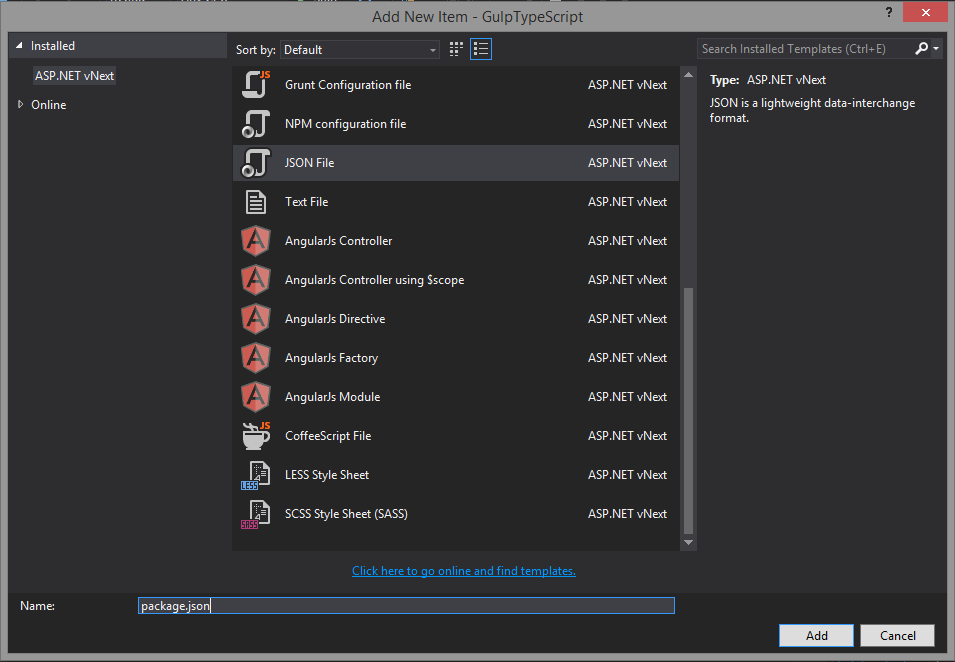 Add New Item - GulpTypeScript
?
Installed
ASP.NET vNext
Online
Sort by: Default
Search Installed Templates (Ctrl+E)
Grunt Configuration file ASP.NET vNext
NPM configuration file ASP.NET vNext
JSON File ASP.NET vNext
Text File ASP.NET vNext
AngularJs Controller ASP.NET vNext
AngularJs Controller using $scope ASP.NET vNext
AngularJs Directive ASP.NET vNext
AngularJs Factory ASP.NET vNext
AngularJs Module ASP.NET vNext
CoffeeScript File ASP.NET vNext
LESS Style Sheet ASP.NET vNext
SCSS Style Sheet (SASS) ASP.NET vNext
Type: ASP.NET vNext
JSON is a lightweight data-interchange
format.
Click here to go online and find templates.
Name: package.json
Add Cancel